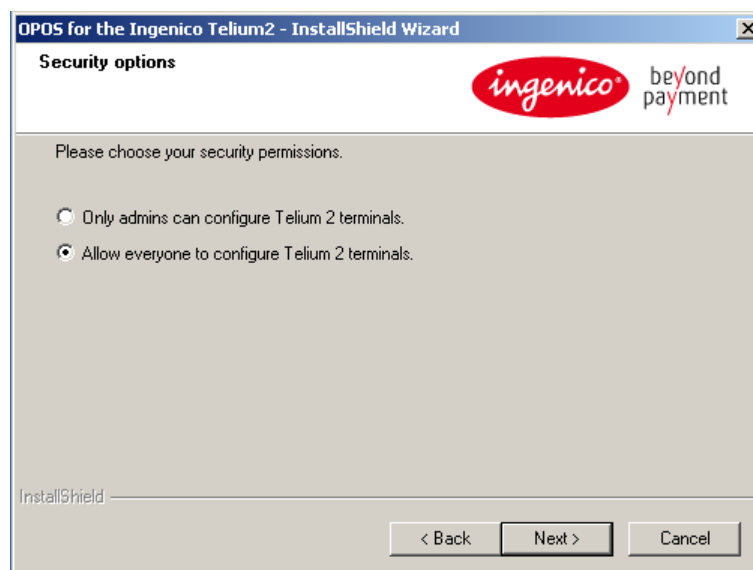 OPOS for the Ingenico Telium2 - InstallShield Wizard
Security options
ingenico
beyond
payment
Please choose your security permissions.
Only admins can configure Telium 2 terminals.
Allow everyone to configure Telium 2 terminals.
InstallShield
< Back
Next >
Cancel